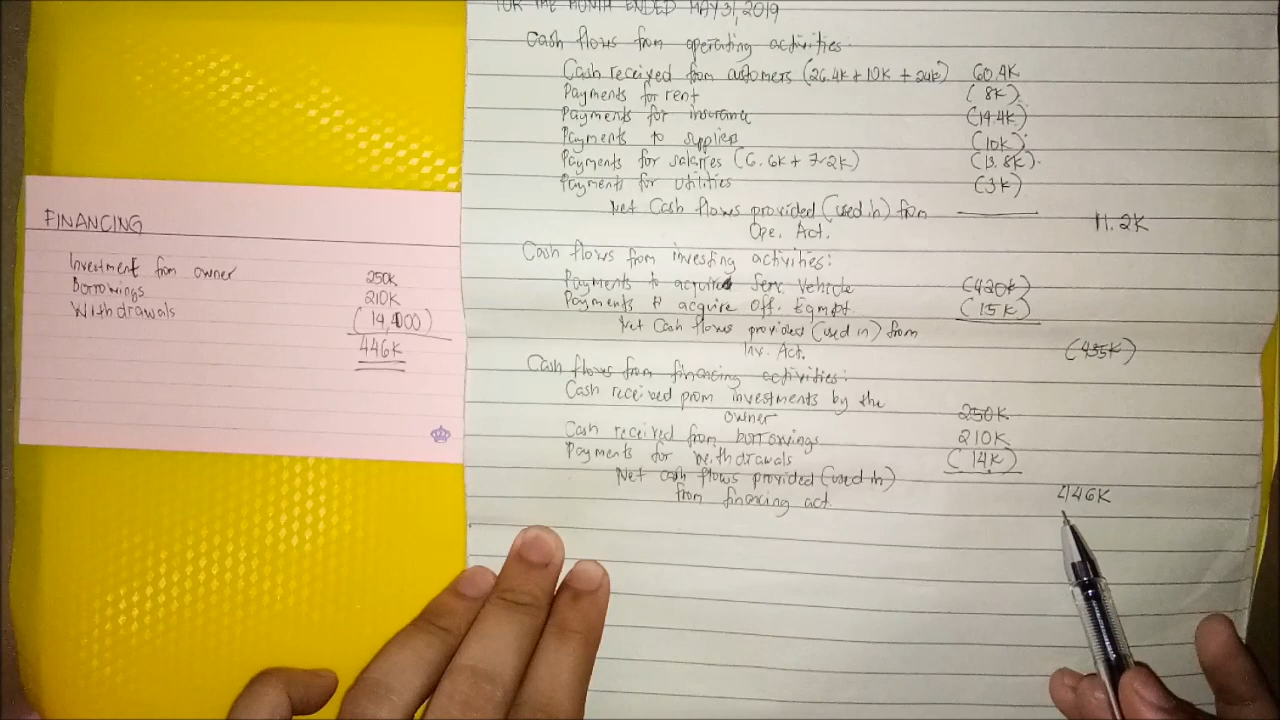 FINANCING
Investment from owner 250K
Borrowings 210K
Withdrawals (14,000)
446K
FOR THE MONTH ENDED MAY 31, 2019
Cash flows from operating activities:
Cash received from customers (26.4K + 10K + 24K) 60.4K
Payments for rent (8K)
Payments for insurance (14.4K)
Payments to supplies (10K)
Payments for salaries (6.6K + 7.2K) (13.8K)
Payments for utilities (3K)
Net Cash flows provided (used in) from
Ope. Act. 11.2K
Cash flows from investing activities:
Payments to acquire Serv. Vehicle (420K)
Payments to acquire Off. Eqmpt. (15K)
Net Cash flows provided (used in) from
Inv. Act. (435K)
Cash flows from financing activities:
Cash received from investments by the
owner 250K
Cash received from borrowings 210K
Payments for withdrawals (14K)
Net cash flows provided (used in)
from financing act. 446K